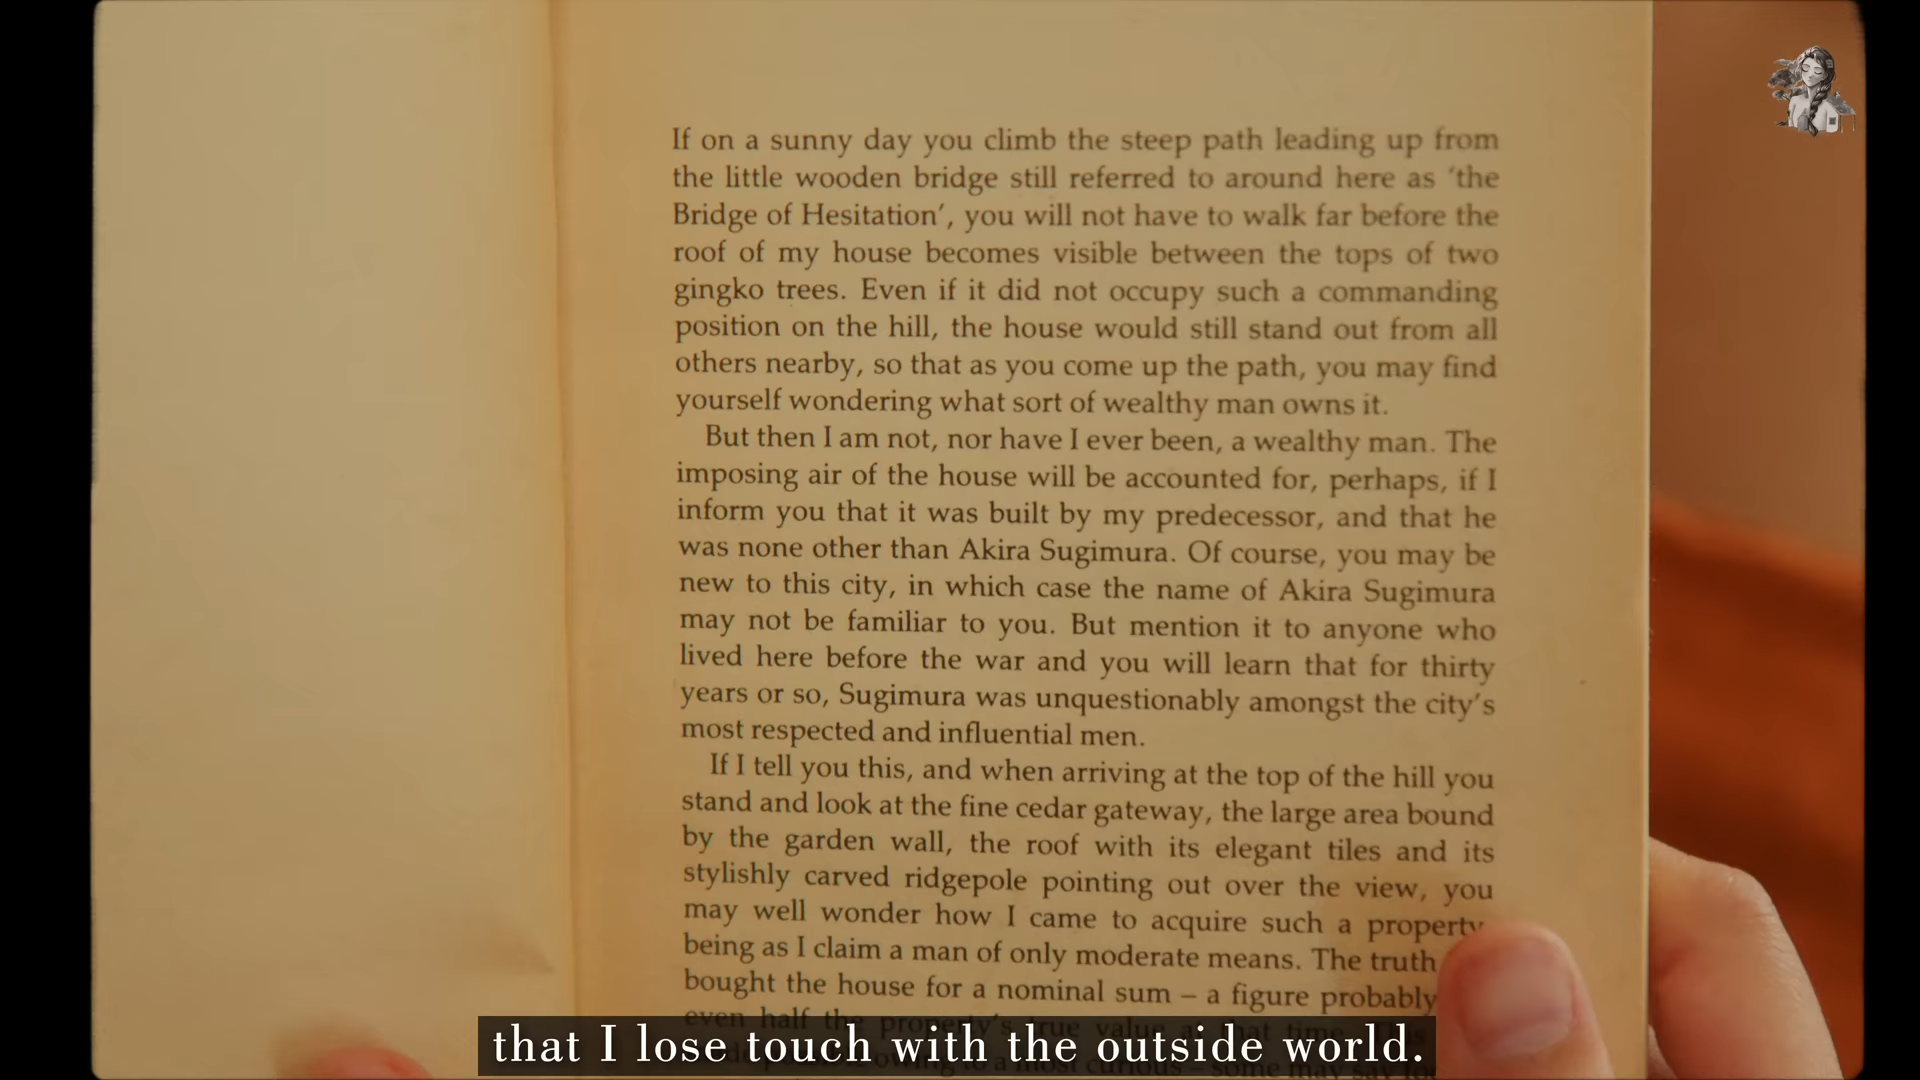 If on a sunny day you climb the steep path leading up from
the little wooden bridge still referred to around here as ‘the
Bridge of Hesitation’, you will not have to walk far before the
roof of my house becomes visible between the tops of two
gingko trees. Even if it did not occupy such a commanding
position on the hill, the house would still stand out from all
others nearby, so that as you come up the path, you may find
yourself wondering what sort of wealthy man owns it.
But then I am not, nor have I ever been, a wealthy man. The
imposing air of the house will be accounted for, perhaps, if I
inform you that it was built by my predecessor, and that he
was none other than Akira Sugimura. Of course, you may be
new to this city, in which case the name of Akira Sugimura
may not be familiar to you. But mention it to anyone who
lived here before the war and you will learn that for thirty
years or so, Sugimura was unquestionably amongst the city’s
most respected and influential men.
If I tell you this, and when arriving at the top of the hill you
stand and look at the fine cedar gateway, the large area bound
by the garden wall, the roof with its elegant tiles and its
stylishly carved ridgepole pointing out over the view, you
may well wonder how I came to acquire such a property
being as I claim a man of only moderate means. The truth
bought the house for a nominal sum – a figure probably
even half the property’s true value at that time.
that I lose touch with the outside world.